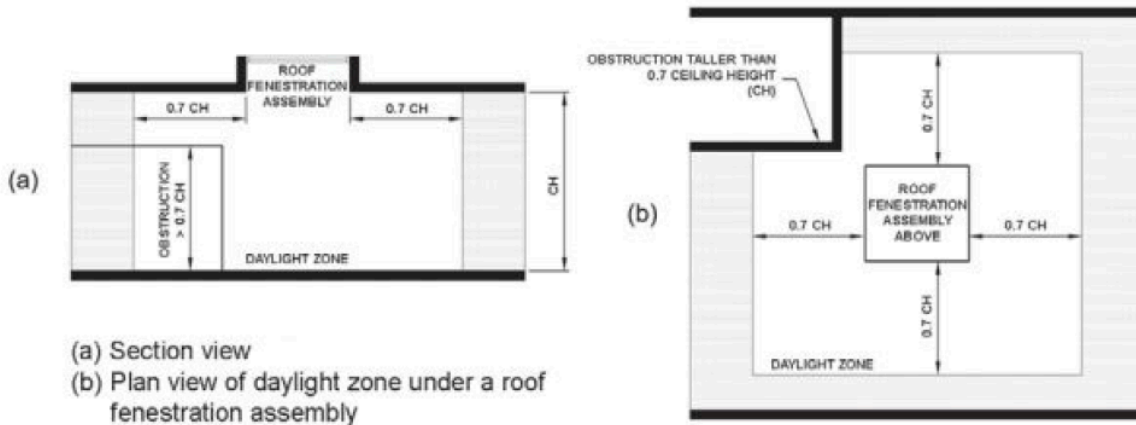 ROOF
FENESTRATION
ASSEMBLY
0.7 CH
0.7 CH
(a)
OBSTRUCTION
> 0.7 CH
CH
DAYLIGHT ZONE
(a) Section view
(b) Plan view of daylight zone under a roof
fenestration assembly
OBSTRUCTION TALLER THAN
0.7 CEILING HEIGHT
(CH)
0.7 CH
(b)
ROOF
FENESTRATION
ASSEMBLY
ABOVE
0.7 CH
0.7 CH
0.7 CH
DAYLIGHT ZONE